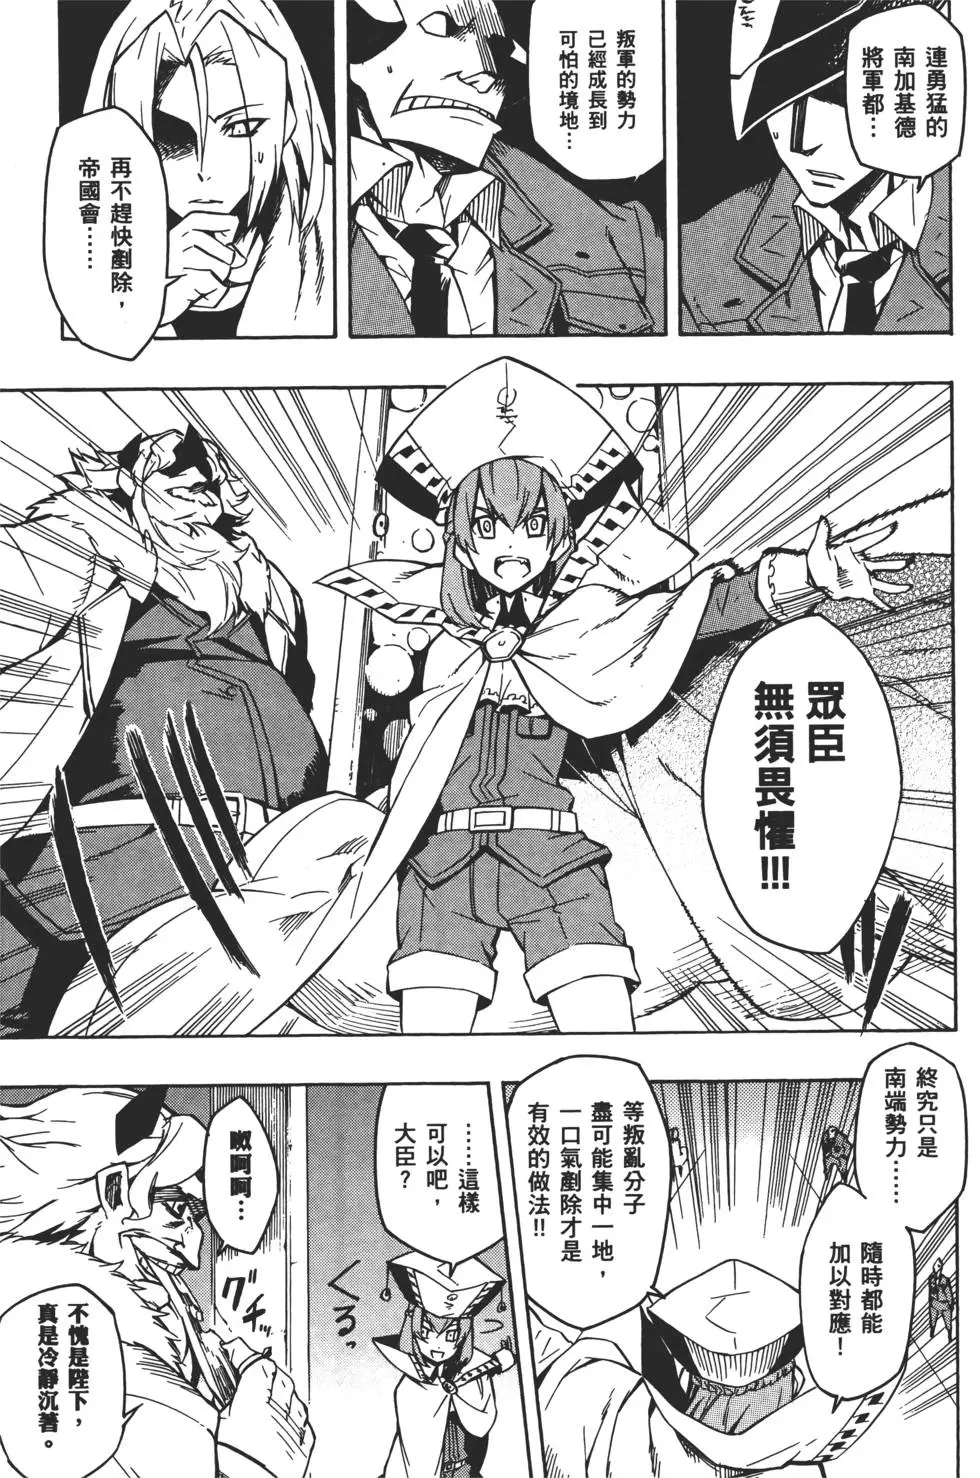 連勇猛的
南加基德
將軍都…
叛軍的勢力
已經成長到
可怕的境地…
再不趕快剷除，
帝國會……
眾臣
無須畏懼!!!
終究只是
南端勢力……
隨時都能
加以對應！
等叛亂分子
盡可能集中一地，
一口氣剷除才是
有效的做法!!
……這樣
可以吧，
大臣？
くるっ
呵呵…
グチッ
不愧是陛下，
真是冷靜沉著。